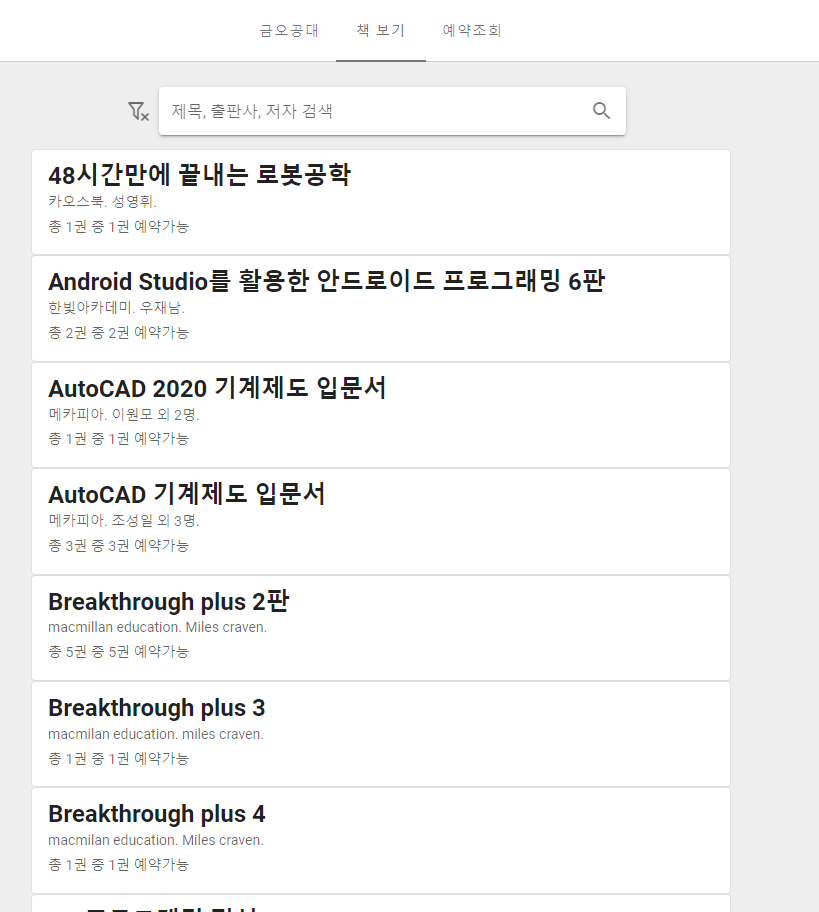 금오공대 책 보기 예약조회
제목, 출판사, 저자 검색
48시간만에 끝내는 로봇공학
카오스북. 성영휘.
총 1권 중 1권 예약가능
Android Studio를 활용한 안드로이드 프로그래밍 6판
한빛아카데미. 우재남.
총 2권 중 2권 예약가능
AutoCAD 2020 기계제도 입문서
메카피아. 이원모 외 2명.
총 1권 중 1권 예약가능
AutoCAD 기계제도 입문서
메카피아. 조성일 외 3명.
총 3권 중 3권 예약가능
Breakthrough plus 2판
macmillan education. Miles craven.
총 5권 중 5권 예약가능
Breakthrough plus 3
macmilan education. miles craven.
총 1권 중 1권 예약가능
Breakthrough plus 4
macmilan education. Miles craven.
총 1권 중 1권 예약가능